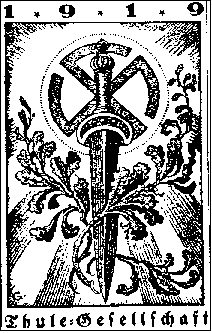 1 · 9 · 1 · 9
Thule-Gesellschaft